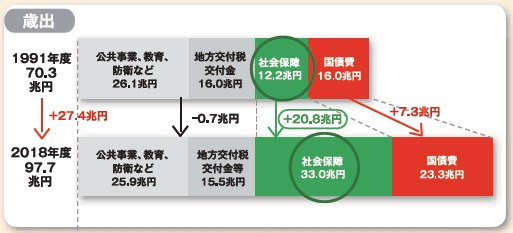 歳出
1991年度
70.3
兆円
公共事業、教育、
防衛など
26.1兆円
地方交付税
交付金
16.0兆円
社会保障
12.2兆円
国債費
16.0兆円
+27.4兆円
-0.7兆円
+20.8兆円
+7.3兆円
2018年度
97.7
兆円
公共事業、教育、
防衛など
25.9兆円
地方交付税
交付金等
15.5兆円
社会保障
33.0兆円
国債費
23.3兆円